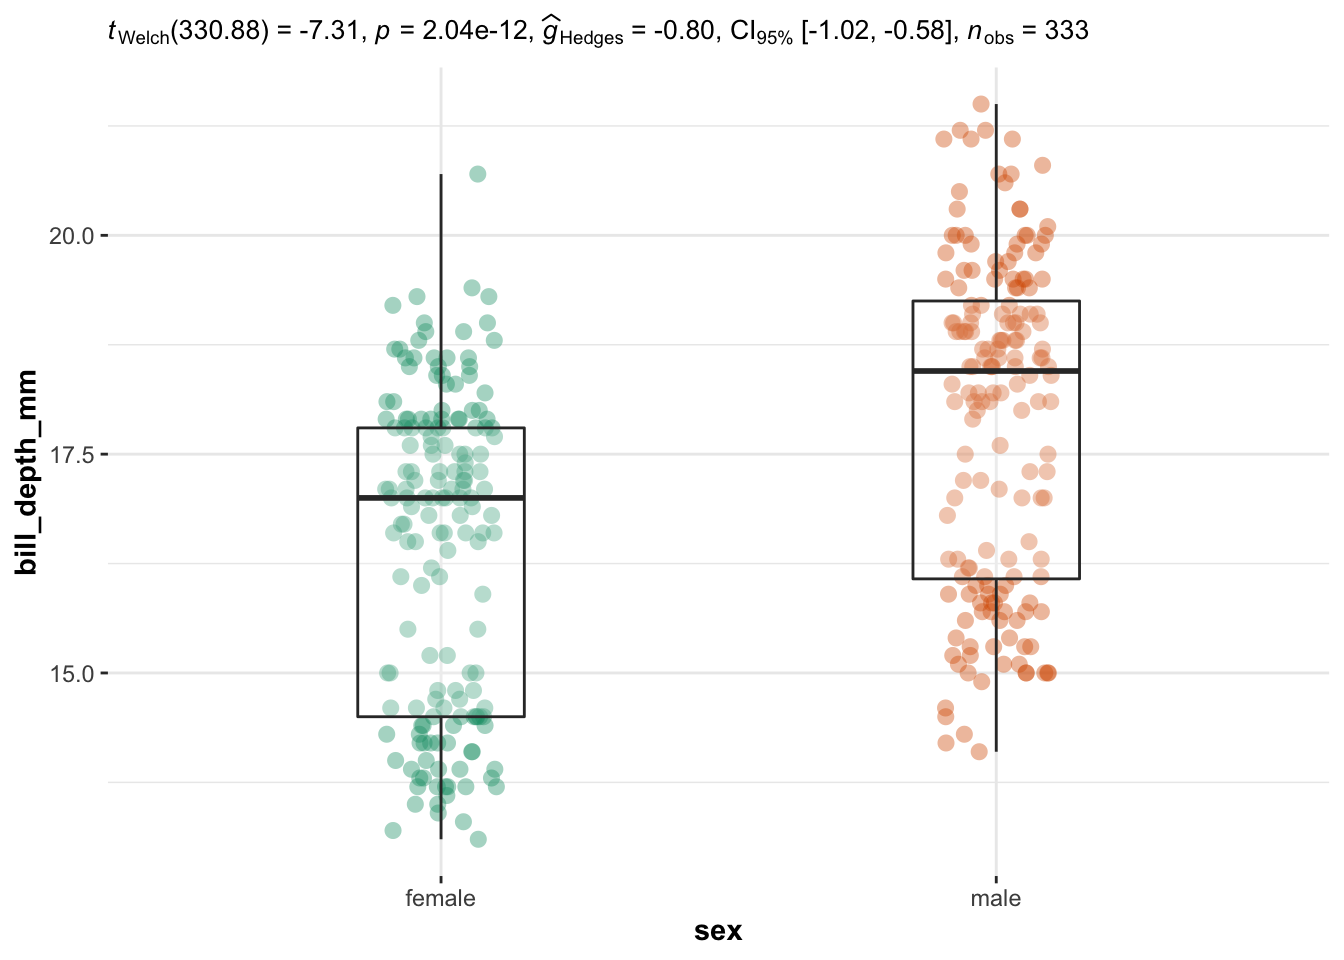 tWelch(330.88) = -7.31, p = 2.04e-12, ĝHedges = -0.80, CI95% [-1.02, -0.58], nobs = 333
20.0
17.5
15.0
bill_depth_mm
female male
sex